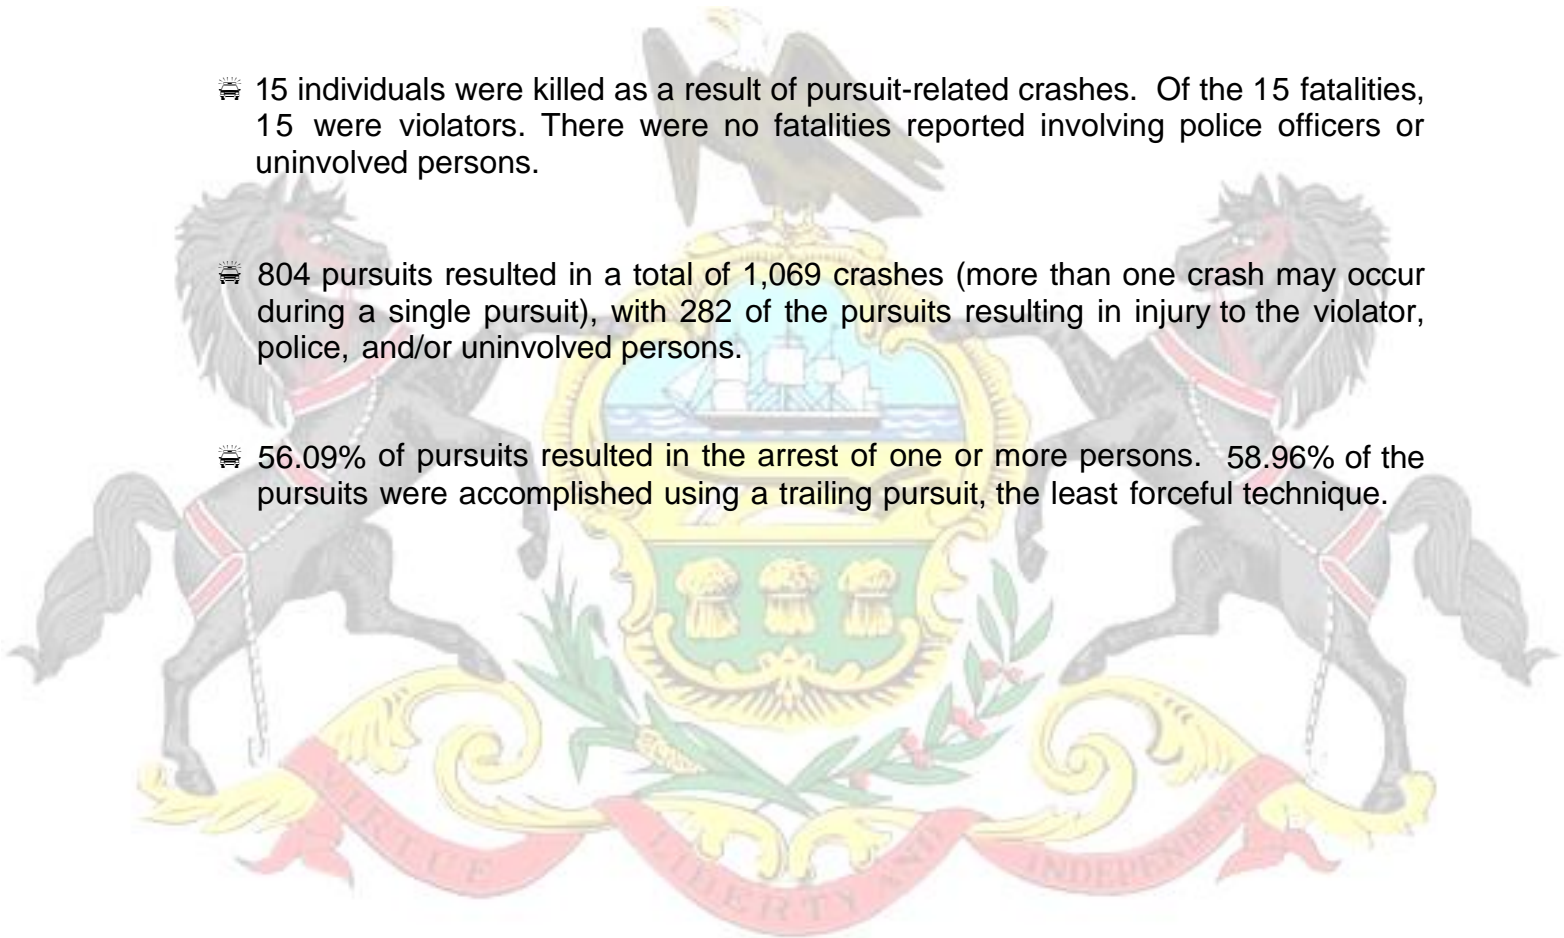 15 individuals were killed as a result of pursuit-related crashes. Of the 15 fatalities,
15 were violators. There were no fatalities reported involving police officers or
uninvolved persons.
804 pursuits resulted in a total of 1,069 crashes (more than one crash may occur
during a single pursuit), with 282 of the pursuits resulting in injury to the violator,
police, and/or uninvolved persons.
56.09% of pursuits resulted in the arrest of one or more persons. 58.96% of the
pursuits were accomplished using a trailing pursuit, the least forceful technique.
VIRTUE
LIBERTY AND
INDEPENDENCE